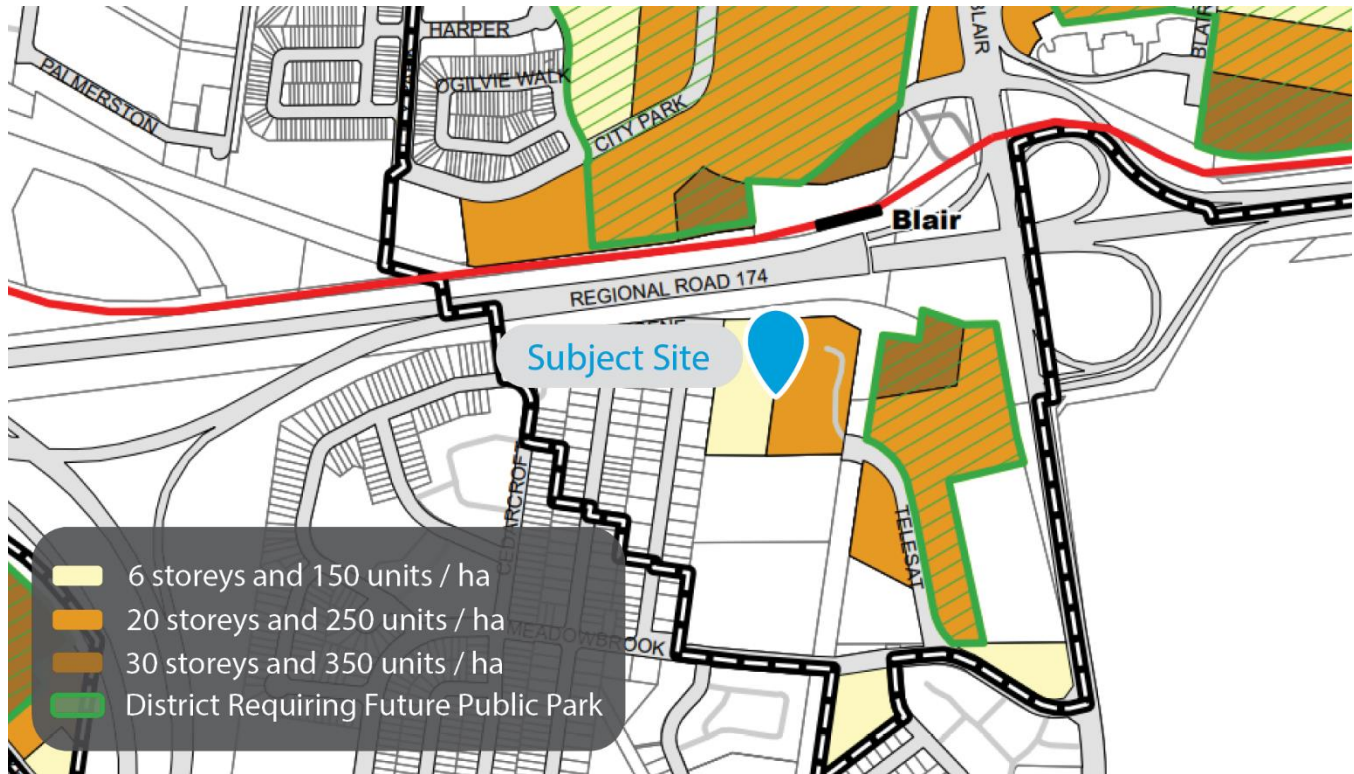 HARPER
BLAIR
BLAIR
OGILVIE WALK
PALMERSTON
CITY PARK
Blair
REGIONAL ROAD 174
Subject Site
CEDARCROFT
TELESAT
MEADOWBROOK
6 storeys and 150 units / ha
20 storeys and 250 units / ha
30 storeys and 350 units / ha
District Requiring Future Public Park